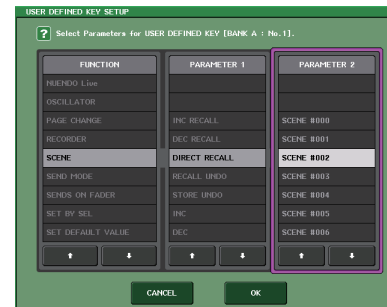 USER DEFINED KEY SETUP
? Select Parameters for USER DEFINED KEY [BANK A : No.1].
FUNCTION
NUENDO Live
OSCILLATOR
PAGE CHANGE
RECORDER
SCENE
SEND MODE
SENDS ON FADER
SET BY SEL
SET DEFAULT VALUE
PARAMETER 1
INC RECALL
DEC RECALL
DIRECT RECALL
RECALL UNDO
STORE UNDO
INC
DEC
PARAMETER 2
SCENE #000
SCENE #001
SCENE #002
SCENE #003
SCENE #004
SCENE #005
SCENE #006
CANCEL
OK